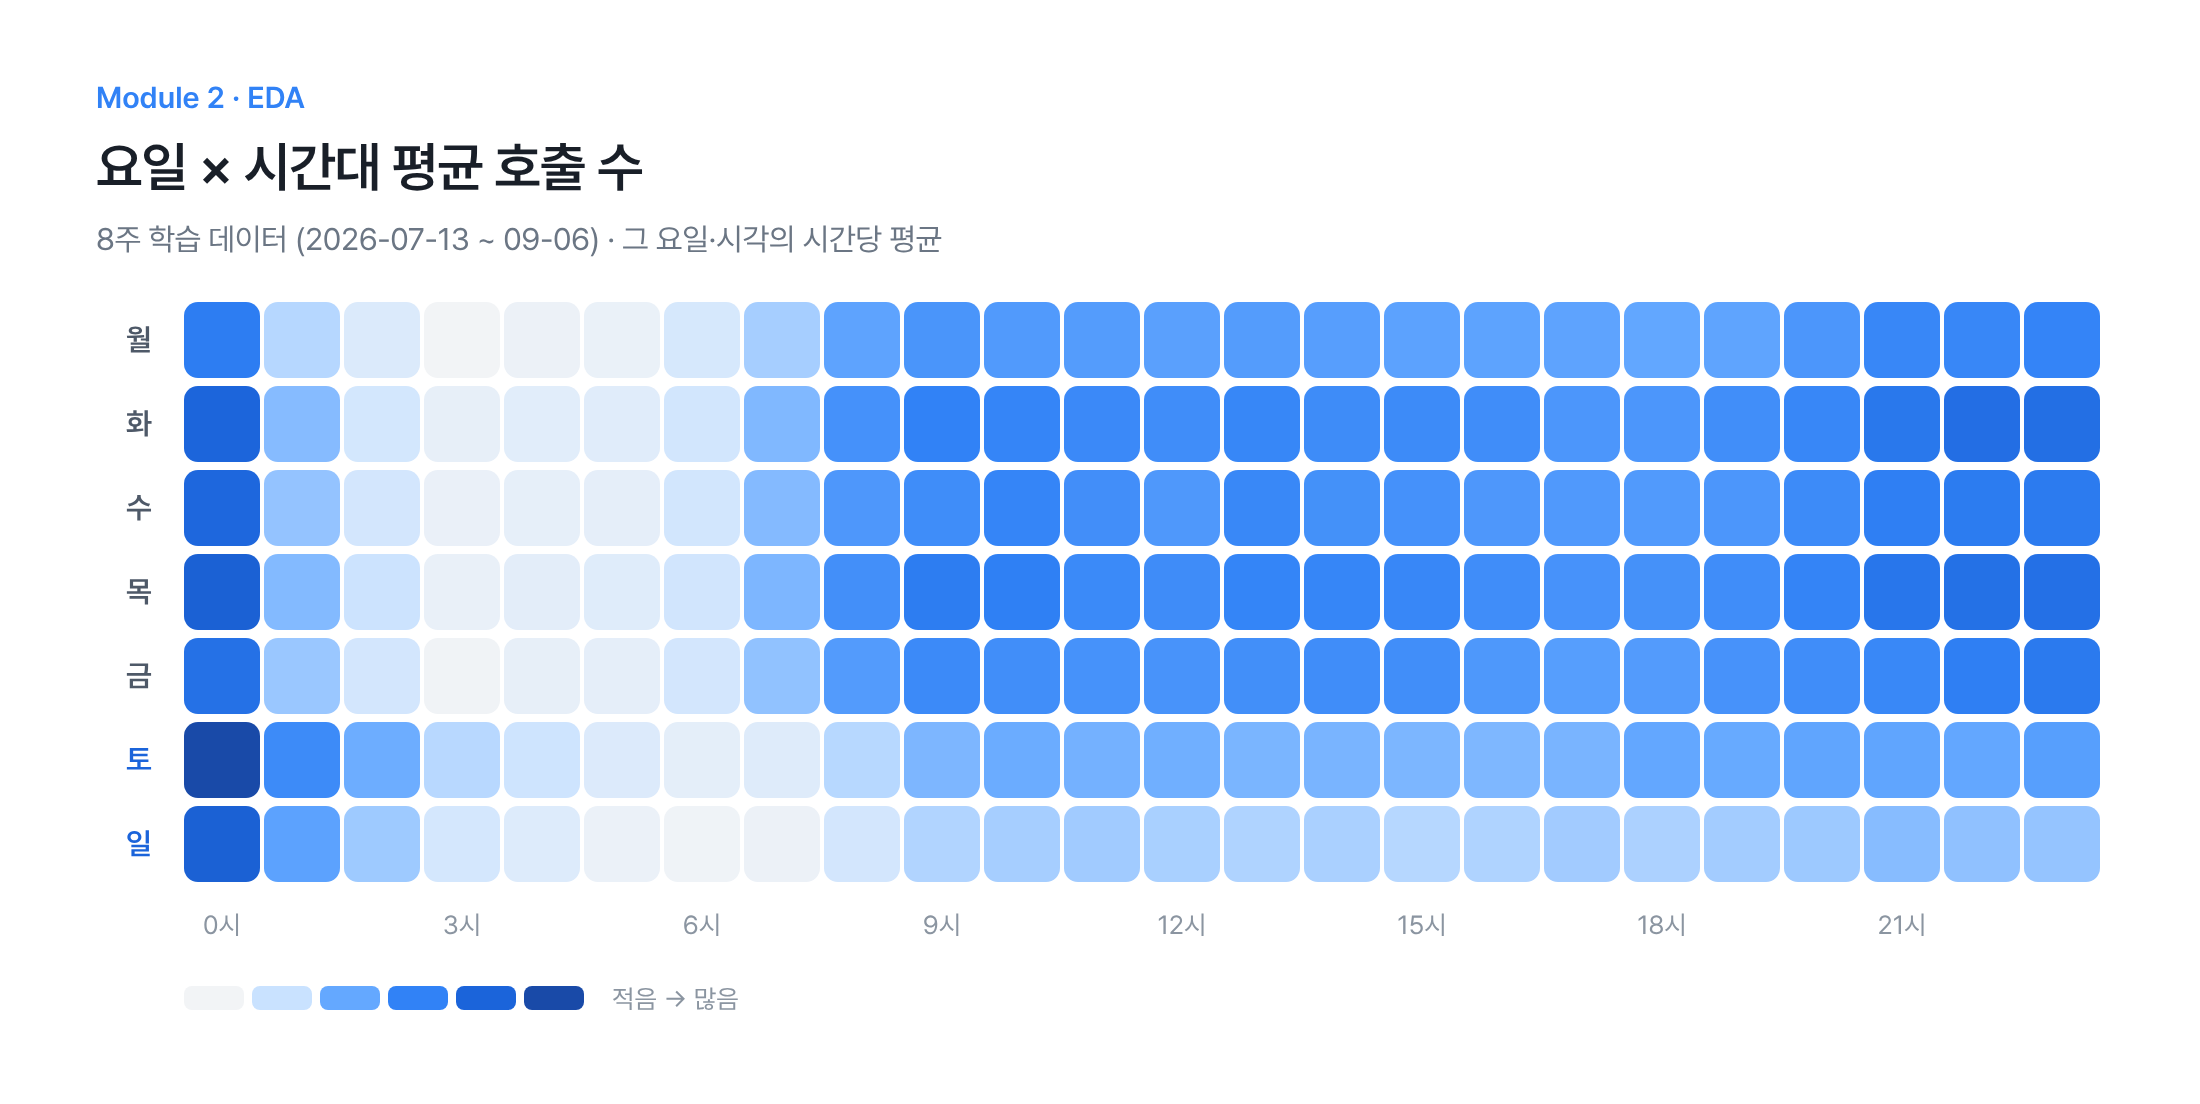 Module 2 · EDA
요일 × 시간대 평균 호출 수
8주 학습 데이터 (2026-07-13 ~ 09-06) · 그 요일·시각의 시간당 평균
월
화
수
목
금
토
일
0시 3시 6시 9시 12시 15시 18시 21시
적음 → 많음